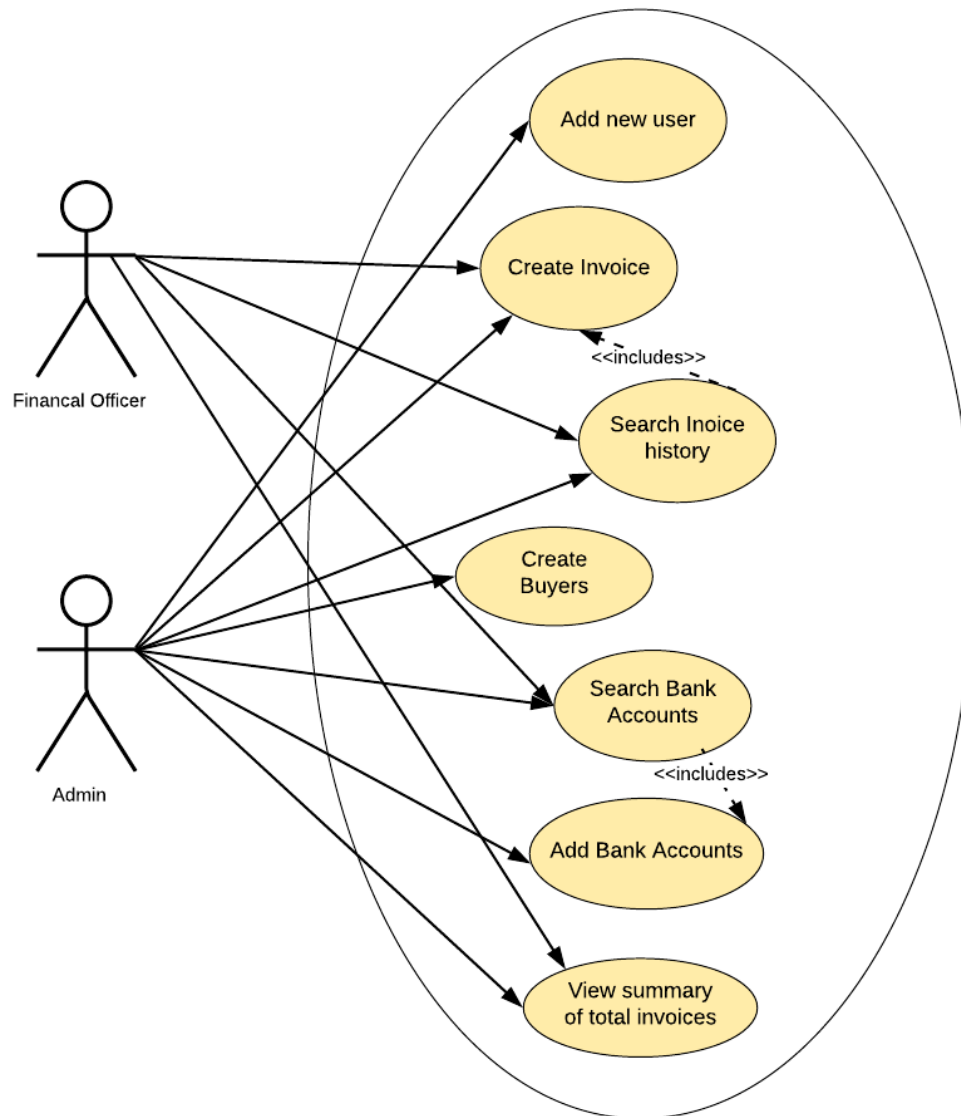 Add new user
Create Invoice
<<includes>>
Financal Officer
Search Inoice
history
Create
Buyers
Search Bank
Accounts
<<includes>>
Admin
Add Bank Accounts
View summary
of total invoices